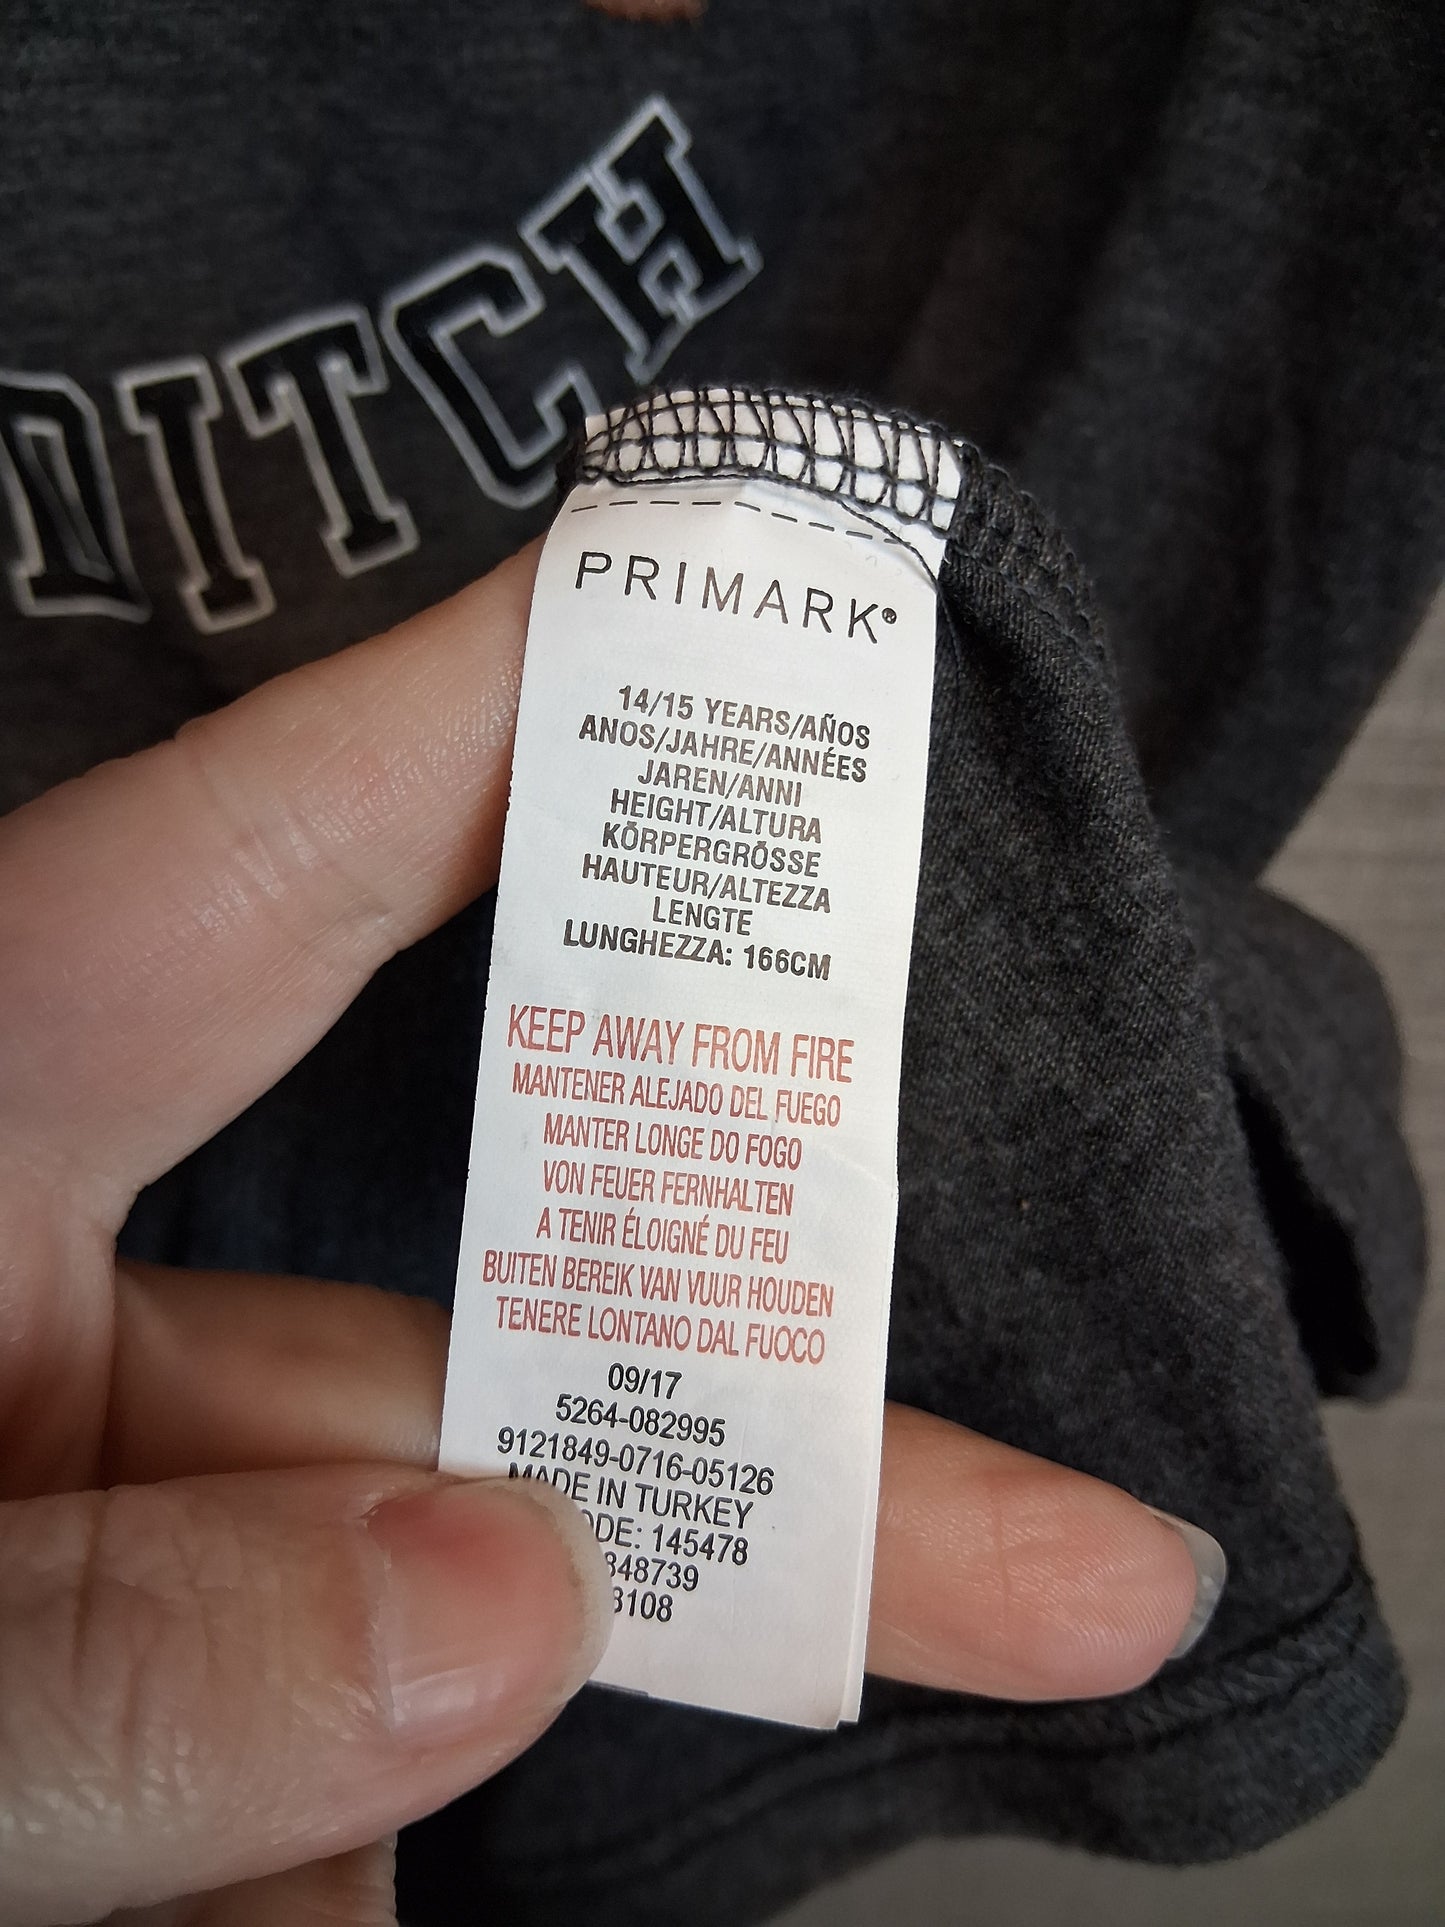 DITCH
PRIMARK®
14/15 YEARS/AÑOS
ANOS/JAHRE/ANNÉES
JAREN/ANNI
HEIGHT/ALTURA
KÖRPERGRÖSSE
HAUTEUR/ALTEZZA
LENGTE
LUNGHEZZA: 166CM
KEEP AWAY FROM FIRE
MANTENER ALEJADO DEL FUEGO
MANTER LONGE DO FOGO
VON FEUER FERNHALTEN
A TENIR ÉLOIGNÉ DU FEU
BUITEN BEREIK VAN VUUR HOUDEN
TENERE LONTANO DAL FUOCO
09/17
5264-082995
9121849-0716-05126
MADE IN TURKEY
ODE: 145478
848739
8108